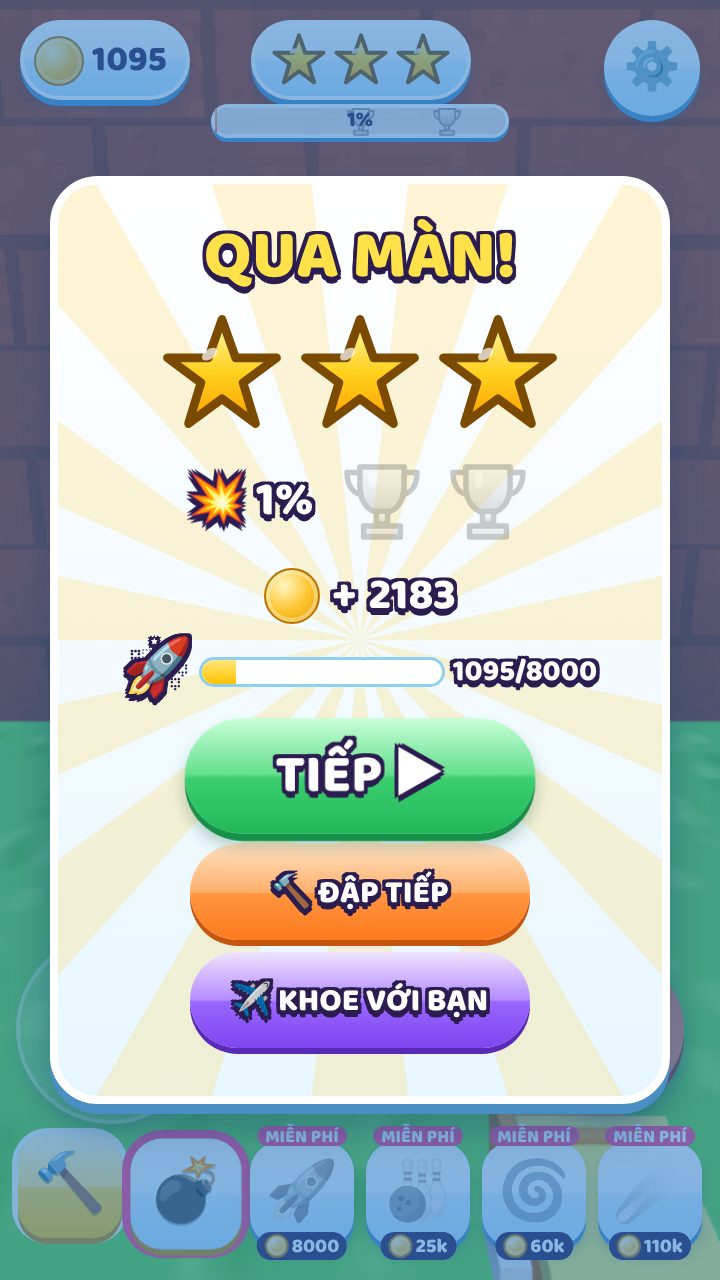 1095
1%
QUA MÀN!
1%
+ 2183
1095/8000
TIẾP
ĐẬP TIẾP
KHOE VỚI BẠN
MIỄN PHÍ MIỄN PHÍ MIỄN PHÍ MIỄN PHÍ
8000 25k 60k 110k